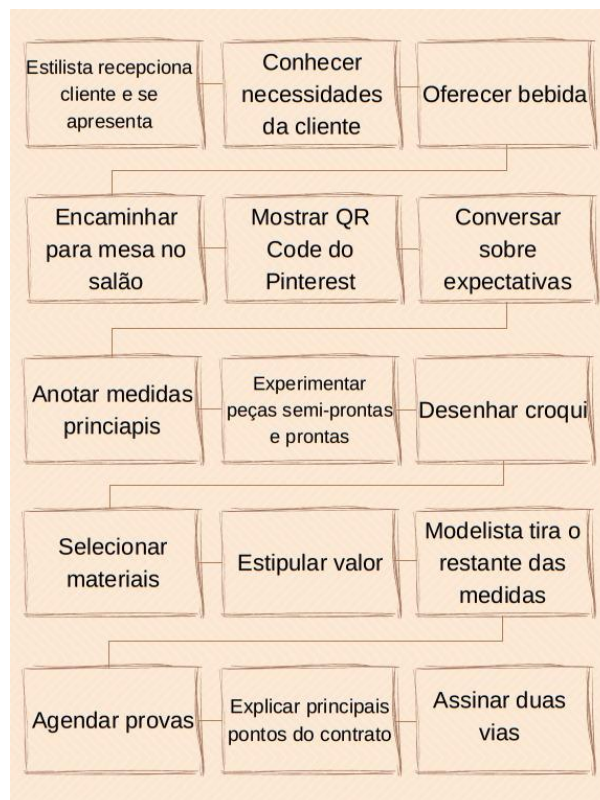 Estilista recepciona
cliente e se
apresenta
Conhecer
necessidades
da cliente
Oferecer bebida
Encaminhar
para mesa no
salão
Mostrar QR
Code do
Pinterest
Conversar
sobre
expectativas
Anotar medidas
princiapis
Experimentar
peças semi-prontas
e prontas
Desenhar croqui
Selecionar
materiais
Estipular valor
Modelista tira o
restante das
medidas
Agendar provas
Explicar principais
pontos do contrato
Assinar duas
vias